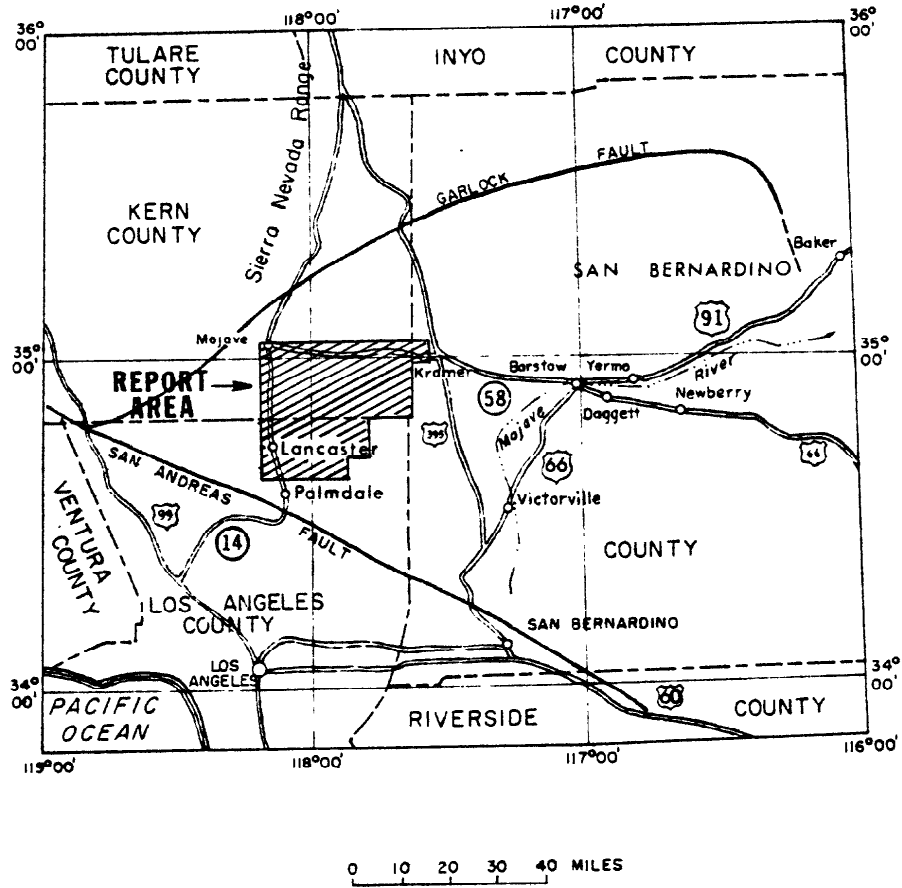 118°00'
117°00'
36°
00'
36
00'
TULARE
COUNTY
INYO
COUNTY
Sierra Nevada Range
GARLOCK
FAULT
KERN
COUNTY
Baker
SAN BERNARDINO
91
Mojave
35°
00'
35°
00'
Barstow
Yermo
River
Kramer
REPORT
AREA
58
Newberry
Mojave
Daggett
395
66
Lancaster
66
SAN ANDREAS
FAULT
Palmdale
Victorville
VENTURA
COUNTY
99
14
COUNTY
LOS ANGELES
COUNTY
SAN BERNARDINO
LOS
ANGELES
34°
00'
34°
00'
60
PACIFIC
OCEAN
RIVERSIDE
COUNTY
119°00'
118°00'
117°00'
116°00'
0 10 20 30 40 MILES